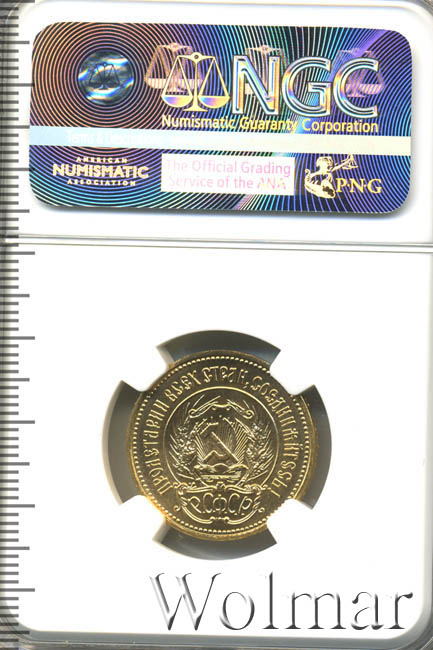 NGC
Numismatic Guaranty Corporation
AMERICAN
NUMISMATIC
ASSOCIATION
The Official Grading
Service of the ANA
PNG
ПРОЛЕТАРИИ ВСЕХ СТРАН, СОЕДИНЯЙТЕСЬ!
РСФСР
Wolmar